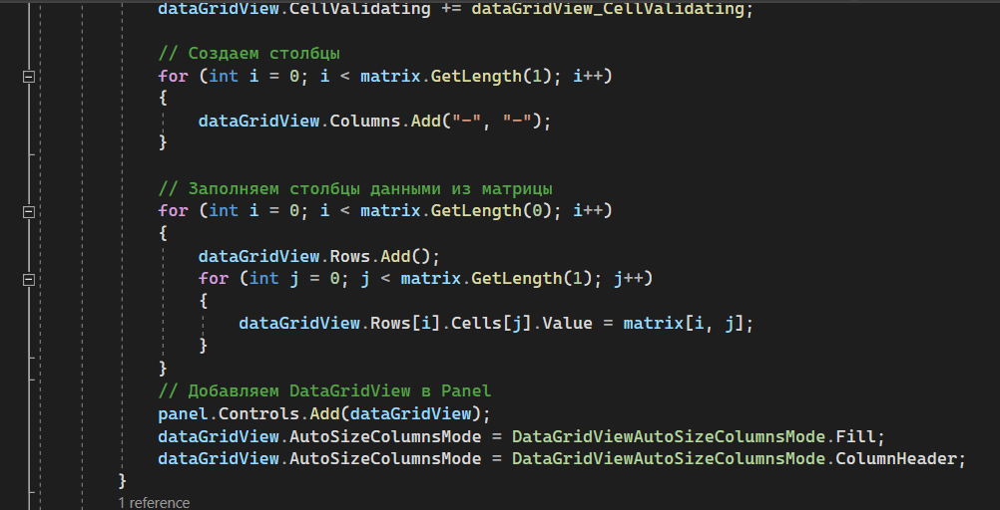 dataGridView.CellValidating += dataGridView_CellValidating;
// Создаем столбцы
for (int i = 0; i < matrix.GetLength(1); i++)
{
dataGridView.Columns.Add("-", "-");
}
// Заполняем столбцы данными из матрицы
for (int i = 0; i < matrix.GetLength(0); i++)
{
dataGridView.Rows.Add();
for (int j = 0; j < matrix.GetLength(1); j++)
{
dataGridView.Rows[i].Cells[j].Value = matrix[i, j];
}
}
// Добавляем DataGridView в Panel
panel.Controls.Add(dataGridView);
dataGridView.AutoSizeColumnsMode = DataGridViewAutoSizeColumnsMode.Fill;
dataGridView.AutoSizeColumnsMode = DataGridViewAutoSizeColumnsMode.ColumnHeader;
}
1 reference